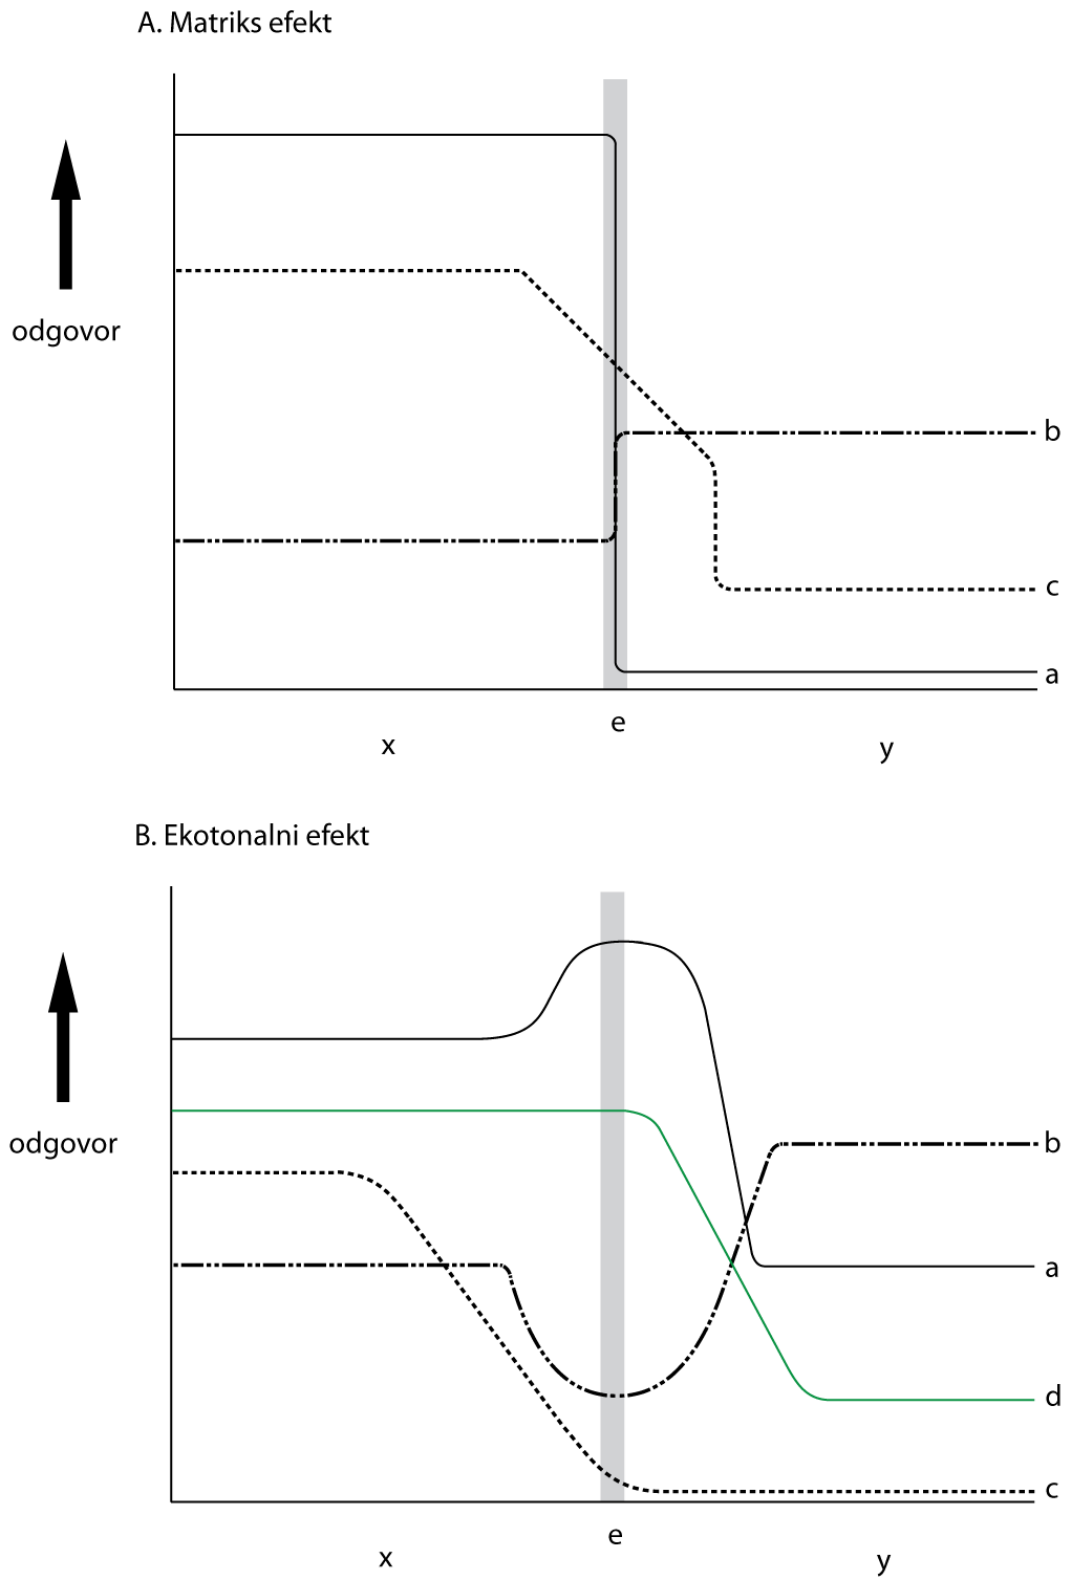 A. Matriks efekt
odgovor
b
c
a
e
x
y
B. Ekotonalni efekt
odgovor
b
a
d
c
e
x
y